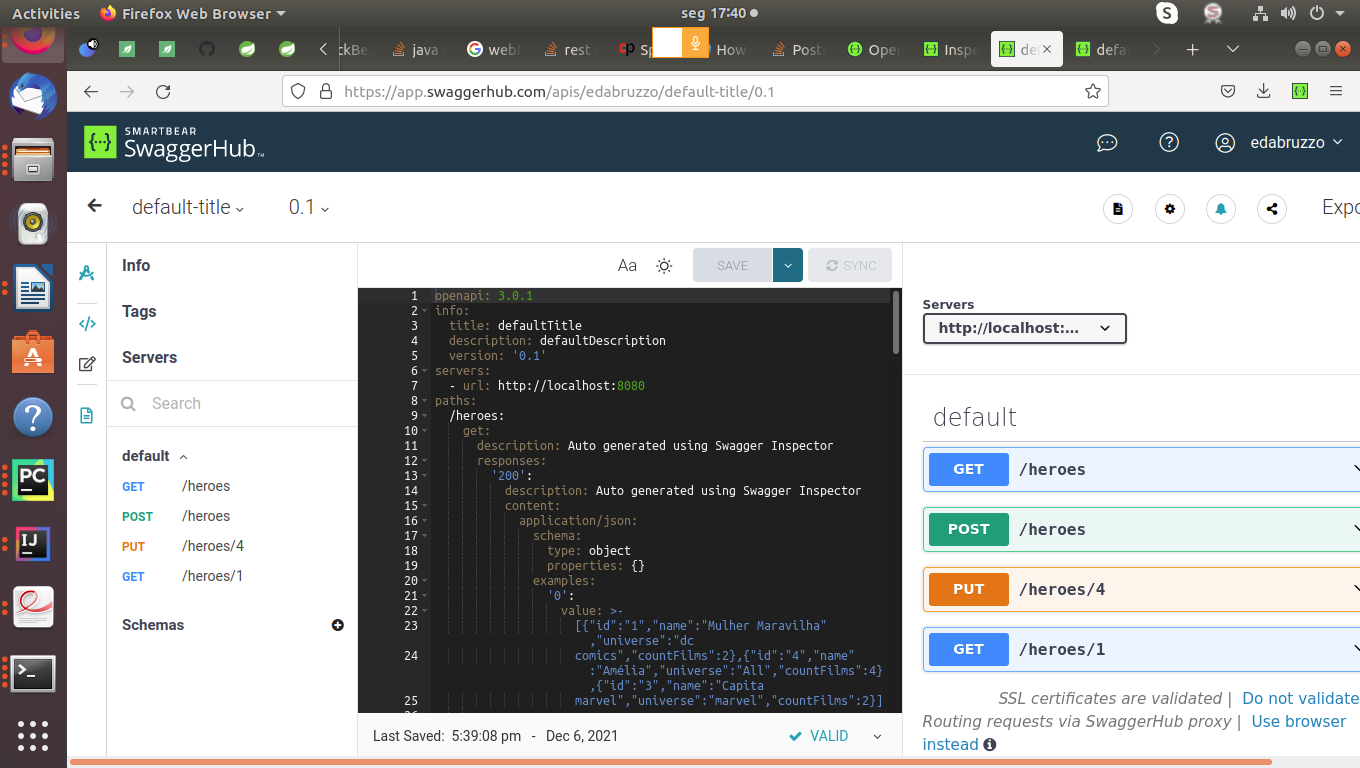 Activities Firefox Web Browser seg 17:40
ckBe java - G webf rest - Sp How Post Oper Inspe de defa
https://app.swaggerhub.com/apis/edabruzzo/default-title/0.1
SMARTBEAR
SwaggerHub™ edabruzzo
default-title 0.1 Expo
Info
Tags
Servers
Search
default
GET /heroes
POST /heroes
PUT /heroes/4
GET /heroes/1
Schemas
Aa SAVE SYNC
1 openapi: 3.0.1
2 info:
3 title: defaultTitle
4 description: defaultDescription
5 version: '0.1'
6 servers:
7 - url: http://localhost:8080
8 paths:
9 /heroes:
10 get:
11 description: Auto generated using Swagger Inspector
12 responses:
13 '200':
14 description: Auto generated using Swagger Inspector
15 content:
16 application/json:
17 schema:
18 type: object
19 properties: {}
20 examples:
21 '0':
22 value: >-
23 [{"id":"1","name":"Mulher Maravilha"
,"universe":"dc
24 comics","countFilms":2},{"id":"4","name"
:"Amélia","universe":"All","countFilms":4}
,{"id":"3","name":"Capita
25 marvel","universe":"marvel","countFilms":2}]
Last Saved: 5:39:08 pm - Dec 6, 2021 VALID
Servers
http://localhost:...
default
GET /heroes
POST /heroes
PUT /heroes/4
GET /heroes/1
SSL certificates are validated | Do not validate
Routing requests via SwaggerHub proxy | Use browser
instead
PC
IJ